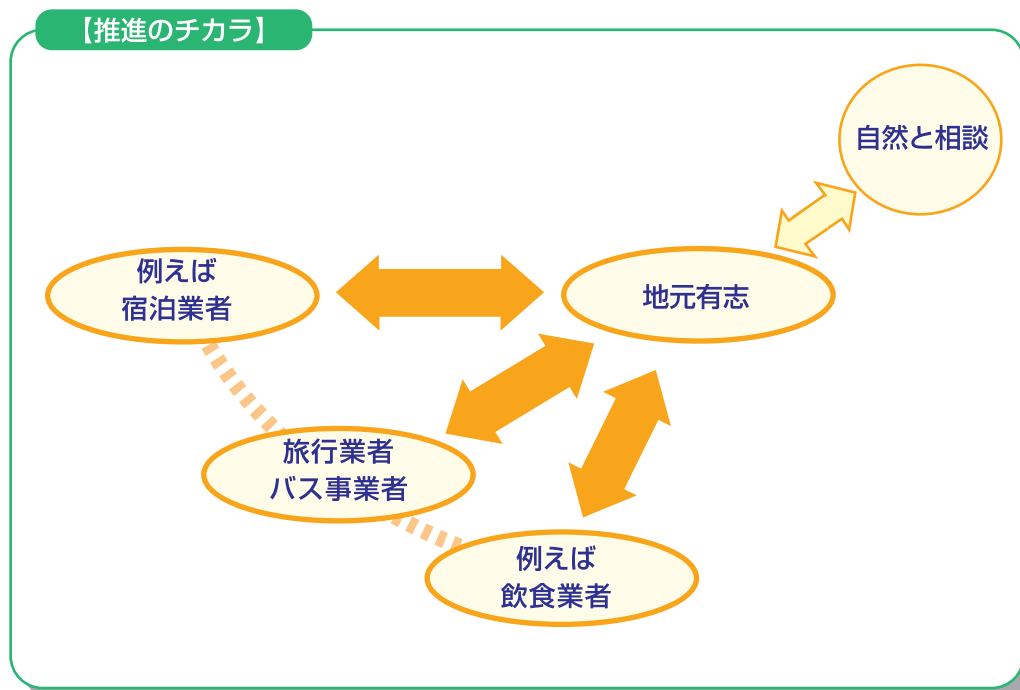 【推進のチカラ】
自然と相談
例えば
宿泊業者
地元有志
旅行業者
バス事業者
例えば
飲食業者